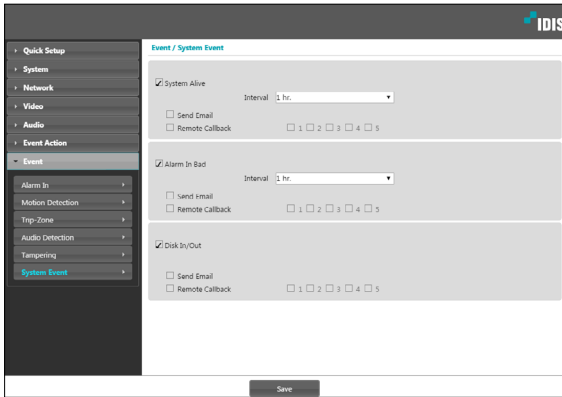 IDIS
Quick Setup
System
Network
Video
Audio
Event Action
Event
Alarm In
Motion Detection
Trip-Zone
Audio Detection
Tampering
System Event
Event / System Event
System Alive
Interval 1 hr.
Send Email
Remote Callback 1 2 3 4 5
Alarm In Bad
Interval 1 hr.
Send Email
Remote Callback 1 2 3 4 5
Disk In/Out
Send Email
Remote Callback 1 2 3 4 5
Save